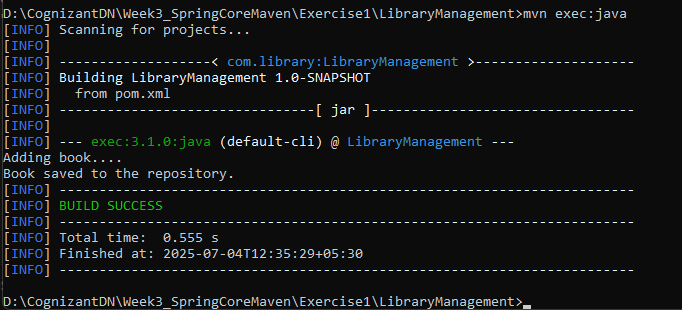 D:\CognizantDN\Week3_SpringCoreMaven\Exercise1\LibraryManagement>mvn exec:java
[INFO] Scanning for projects...
[INFO]
[INFO] --------------------< com.library:LibraryManagement >--------------------
[INFO] Building LibraryManagement 1.0-SNAPSHOT
[INFO]   from pom.xml
[INFO] --------------------------------[ jar ]---------------------------------
[INFO]
[INFO] --- exec:3.1.0:java (default-cli) @ LibraryManagement ---
Adding book....
Book saved to the repository.
[INFO] ------------------------------------------------------------------------
[INFO] BUILD SUCCESS
[INFO] ------------------------------------------------------------------------
[INFO] Total time:  0.555 s
[INFO] Finished at: 2025-07-04T12:35:29+05:30
[INFO] ------------------------------------------------------------------------
D:\CognizantDN\Week3_SpringCoreMaven\Exercise1\LibraryManagement>